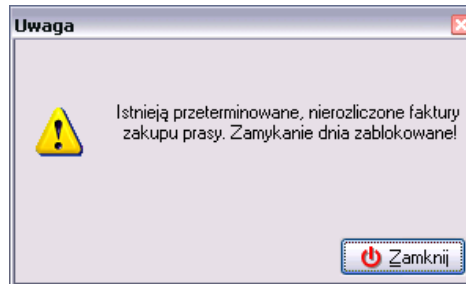 Uwaga
Istnieją przeterminowane, nierozliczone faktury
zakupu prasy. Zamykanie dnia zablokowane!
Zamknij